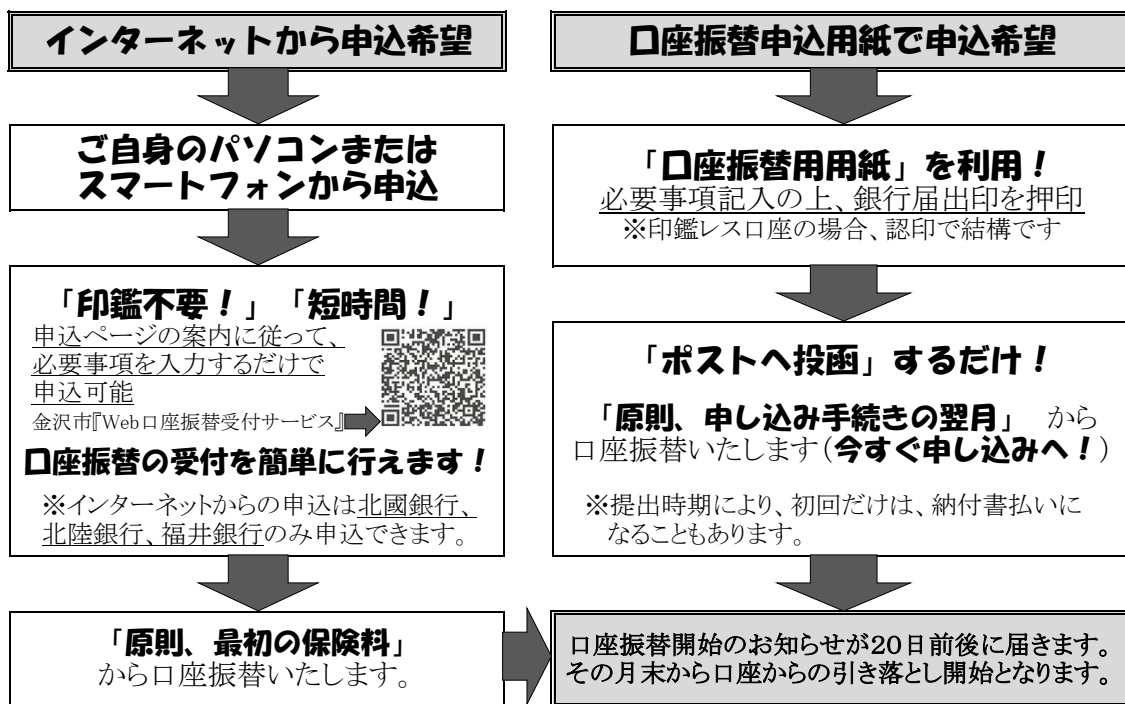 インターネットから申込希望
ご自身のパソコンまたは
スマートフォンから申込
「印鑑不要!」「短時間!」
申込ページの案内に従って、
必要事項を入力するだけで
申込可能
金沢市『Web口座振替受付サービス』
口座振替の受付を簡単に行えます!
※インターネットからの申込は北國銀行、
北陸銀行、福井銀行のみ申込できます。
「原則、最初の保険料」
から口座振替いたします。
口座振替申込用紙で申込希望
「口座振替用用紙」を利用!
必要事項記入の上、銀行届出印を押印
※印鑑レス口座の場合、認印で結構です
「ポストへ投函」するだけ!
「原則、申し込み手続きの翌月」 から
口座振替いたします(今すぐ申し込みへ!)
※提出時期により、初回だけは、納付書払いに
なることもあります。
口座振替開始のお知らせが20日前後に届きます。
その月末から口座からの引き落とし開始となります。